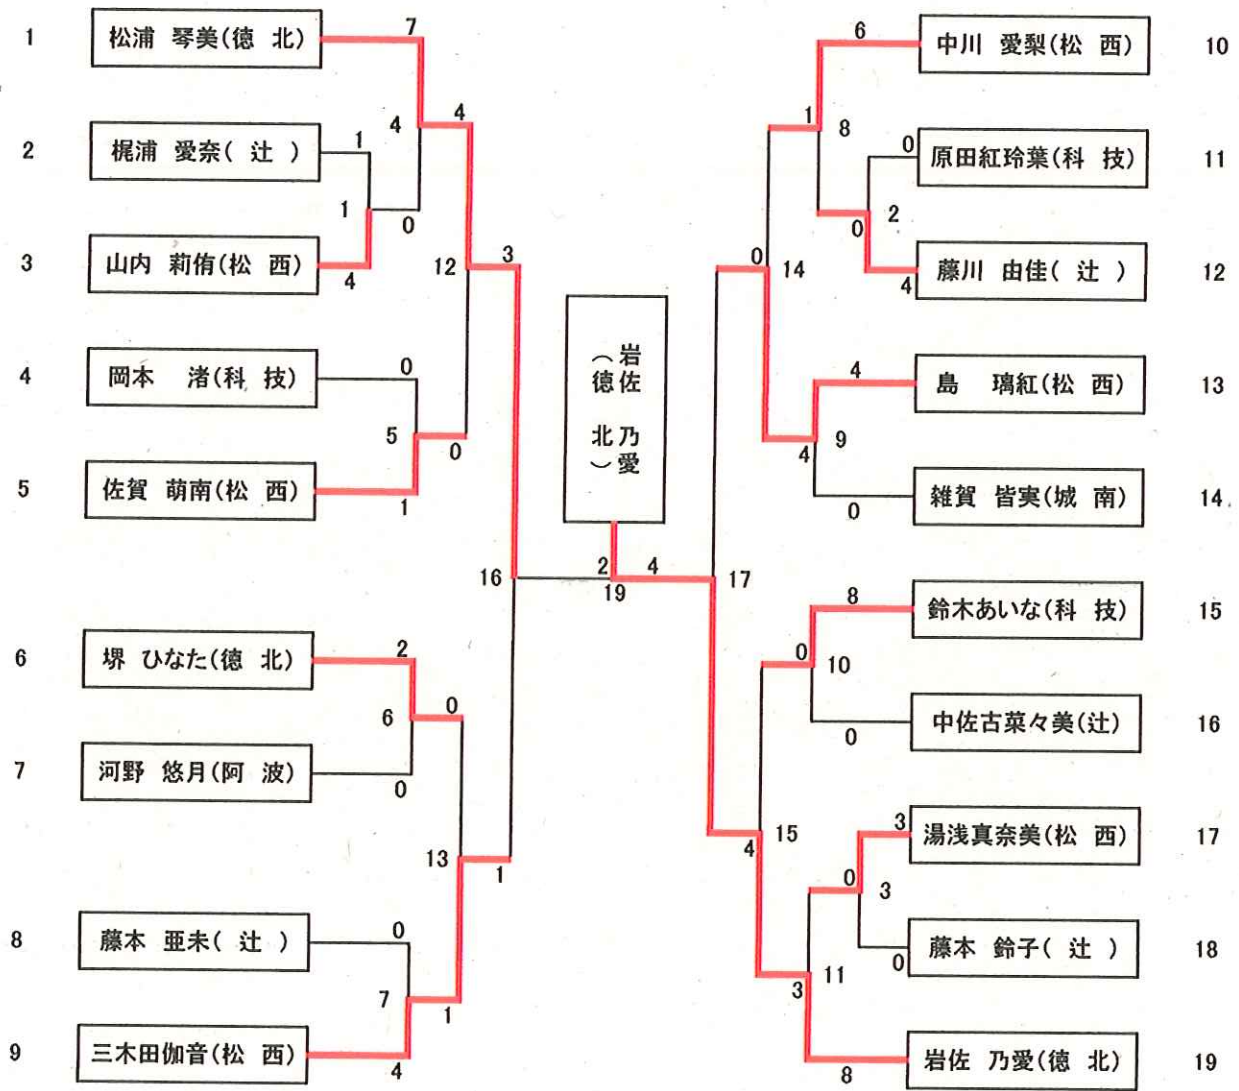 1 松浦 琴美(徳 北) 7
2 梶浦 愛奈( 辻 ) 1
4 4
1 0
3 山内 莉侑(松 西) 4
12 3
4 岡本 渚(科 技) 0
5 0
5 佐賀 萌南(松 西) 1
16
6 堺 ひなた(徳 北) 2
6 0
7 河野 悠月(阿 波) 0
13 1
8 藤本 亜未( 辻 ) 0
7 1
9 三木田伽音(松 西) 4
岩佐 乃愛
(徳 北)
2 4
19
6 中川 愛梨(松 西) 10
1 8
0 原田紅玲葉(科 技) 11
0 2
4 藤川 由佳( 辻 ) 12
0 14
4 島 璃紅(松 西) 13
4 9
0 雑賀 皆実(城 南) 14
17
8 鈴木あいな(科 技) 15
0 10
0 中佐古菜々美(辻) 16
4 15
3 湯浅真奈美(松 西) 17
0 3
0 藤本 鈴子( 辻 ) 18
3 11
8 岩佐 乃愛(徳 北) 19